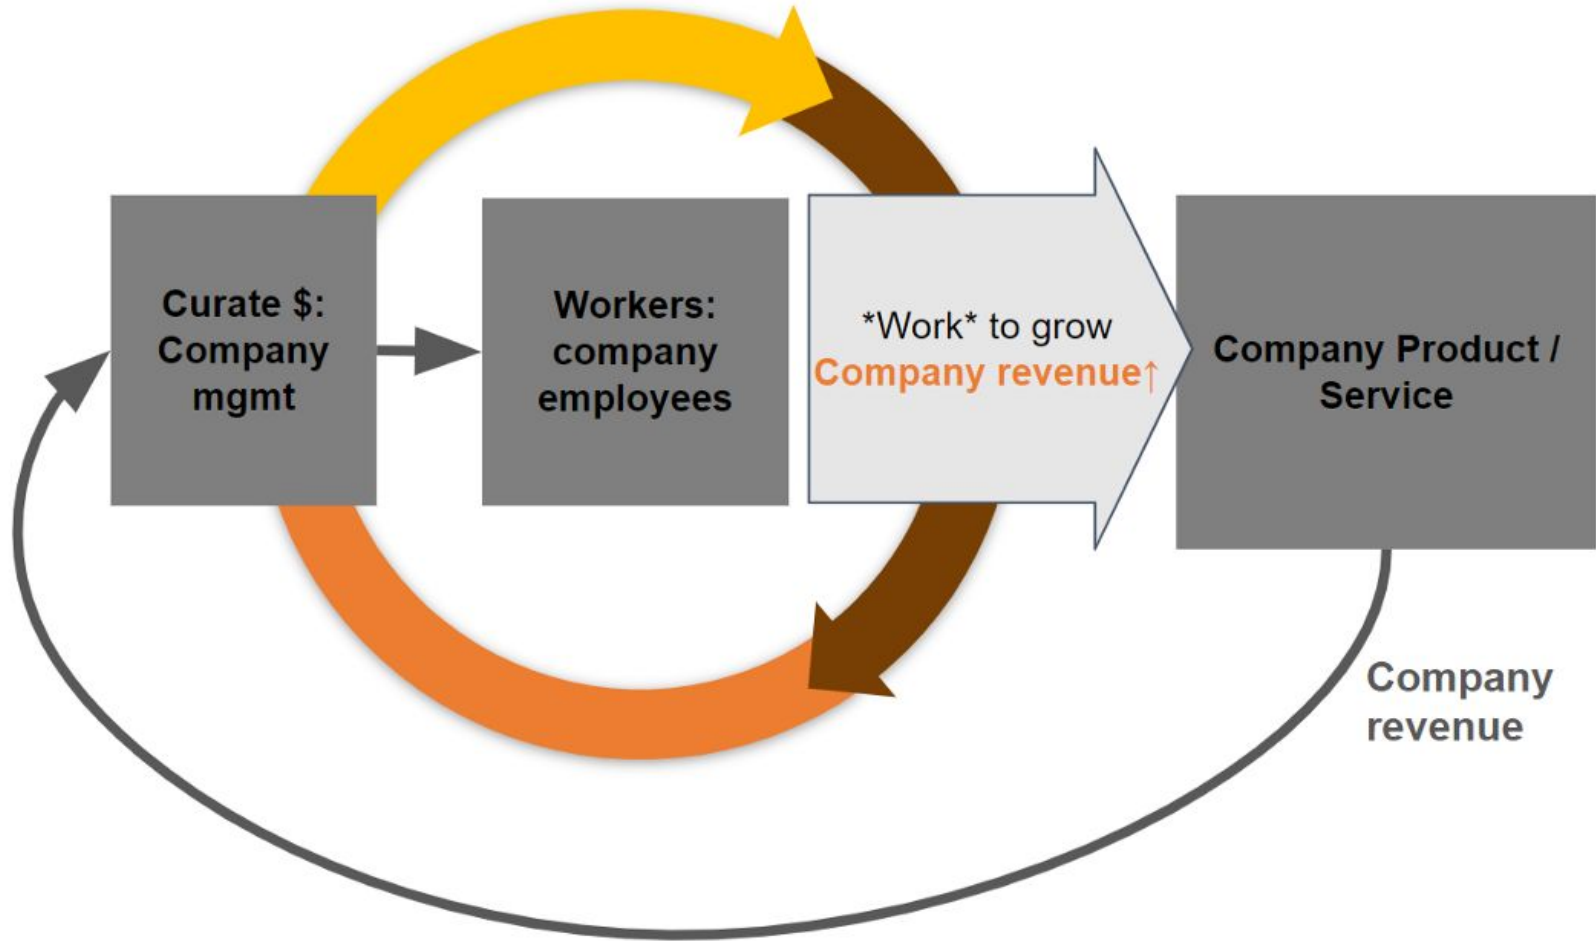 Curate $:
Company
mgmt
Workers:
company
employees
*Work* to grow
Company revenue↑
Company Product /
Service
Company
revenue